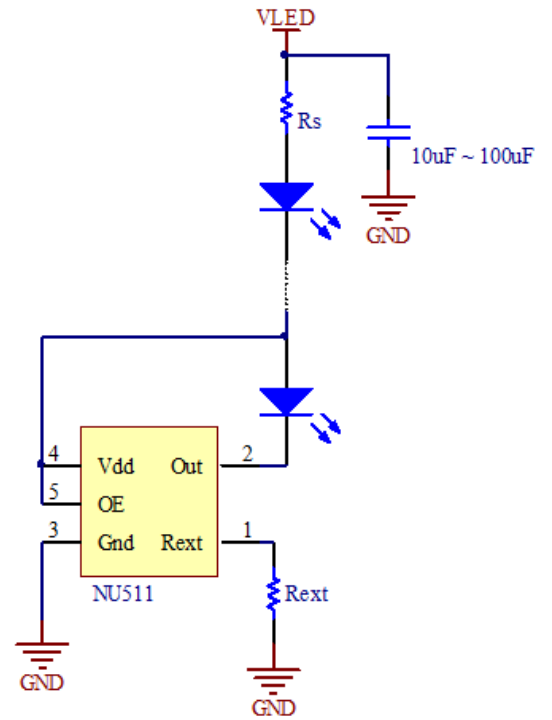 VLED
Rs
10uF ~ 100uF
GND
4 Vdd Out 2
5 OE
3 Gnd Rext 1
NU511
Rext
GND
GND